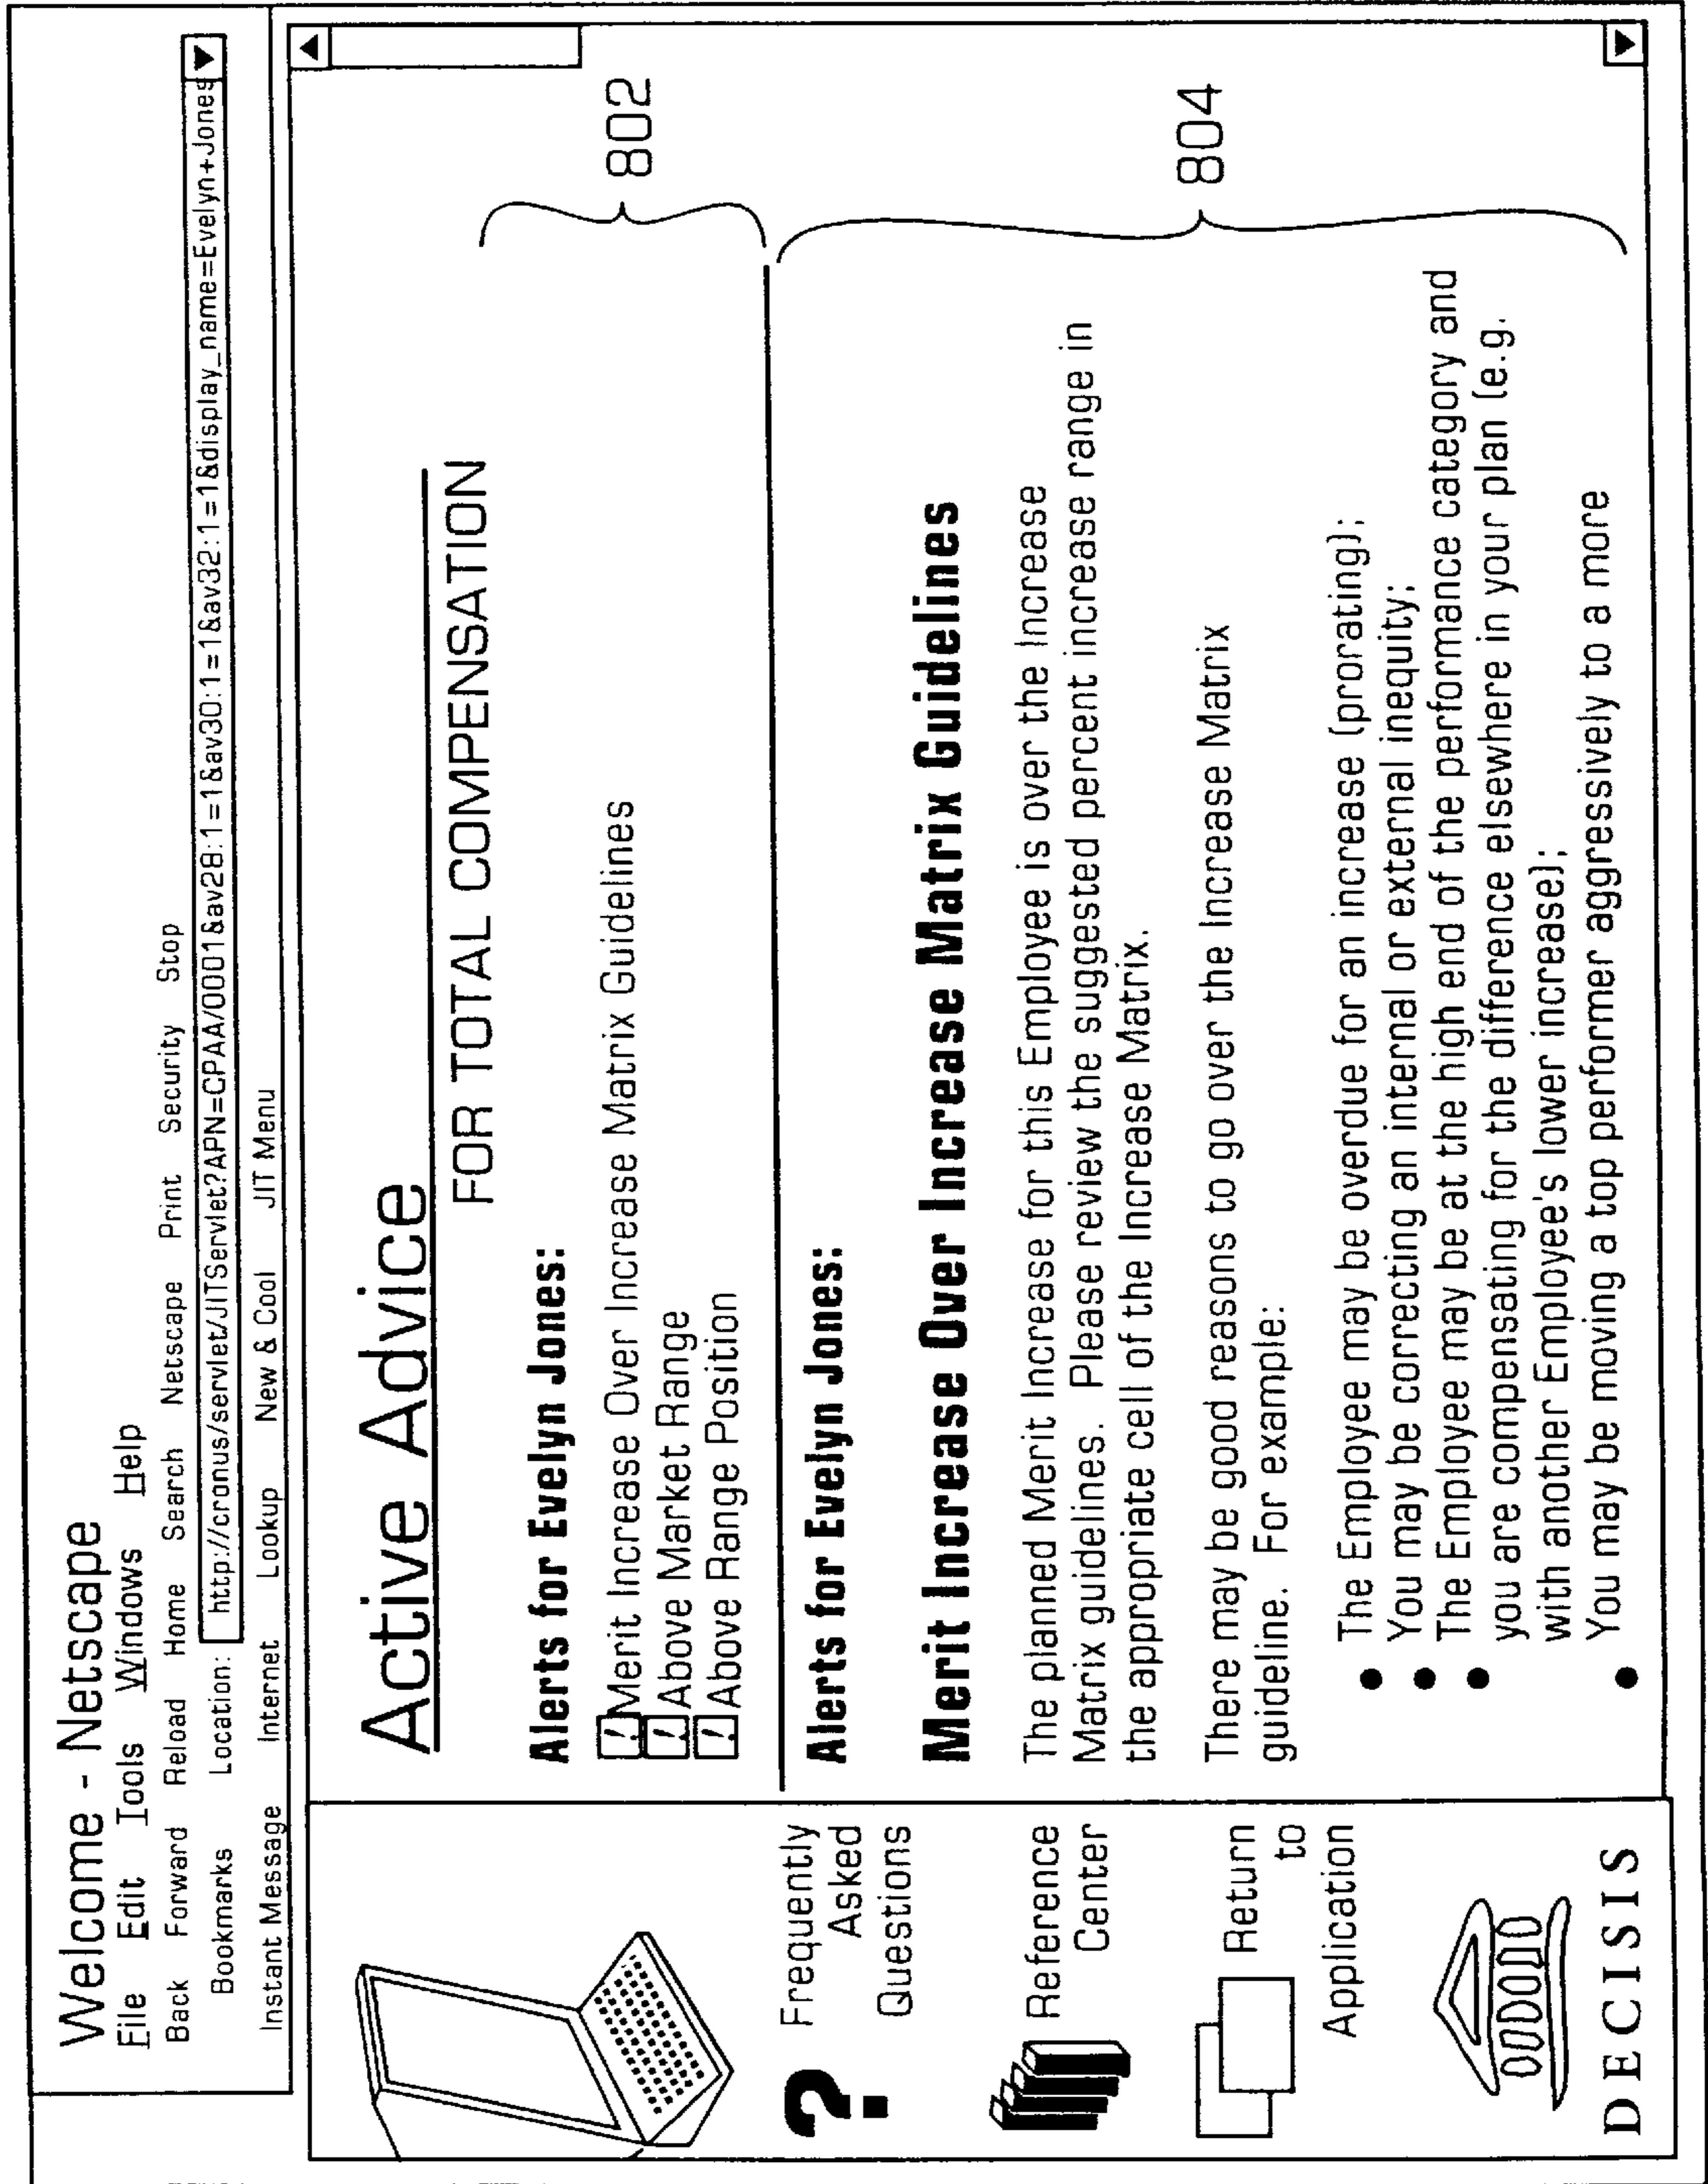 Welcome - Netscape
File Edit Tools Windows Help
Back Forward Reload Home Search Netscape Print Security Stop
Bookmarks Location: http://cronus/servlet/JITServlet?APN=CPAA/0001&av28:1=1&av30:1=1&av32:1=1&display_name=Evelyn+Jones
Instant Message Internet Lookup New & Cool JIT Menu
Active Advice
FOR TOTAL COMPENSATION
Alerts for Evelyn Jones:
! Merit Increase Over Increase Matrix Guidelines
! Above Market Range
! Above Range Position
802
Alerts for Evelyn Jones:
Merit Increase Over Increase Matrix Guidelines
The planned Merit Increase for this Employee is over the Increase
Matrix guidelines. Please review the suggested percent increase range in
the appropriate cell of the Increase Matrix.
There may be good reasons to go over the Increase Matrix
guideline. For example:
● The Employee may be overdue for an increase (prorating);
● You may be correcting an internal or external inequity;
● The Employee may be at the high end of the performance category and
you are compensating for the difference elsewhere in your plan (e.g.
with another Employee's lower increase);
● You may be moving a top performer aggressively to a more
804
? Frequently
Asked
Questions
Reference
Center
Return
to
Application
DECISIS